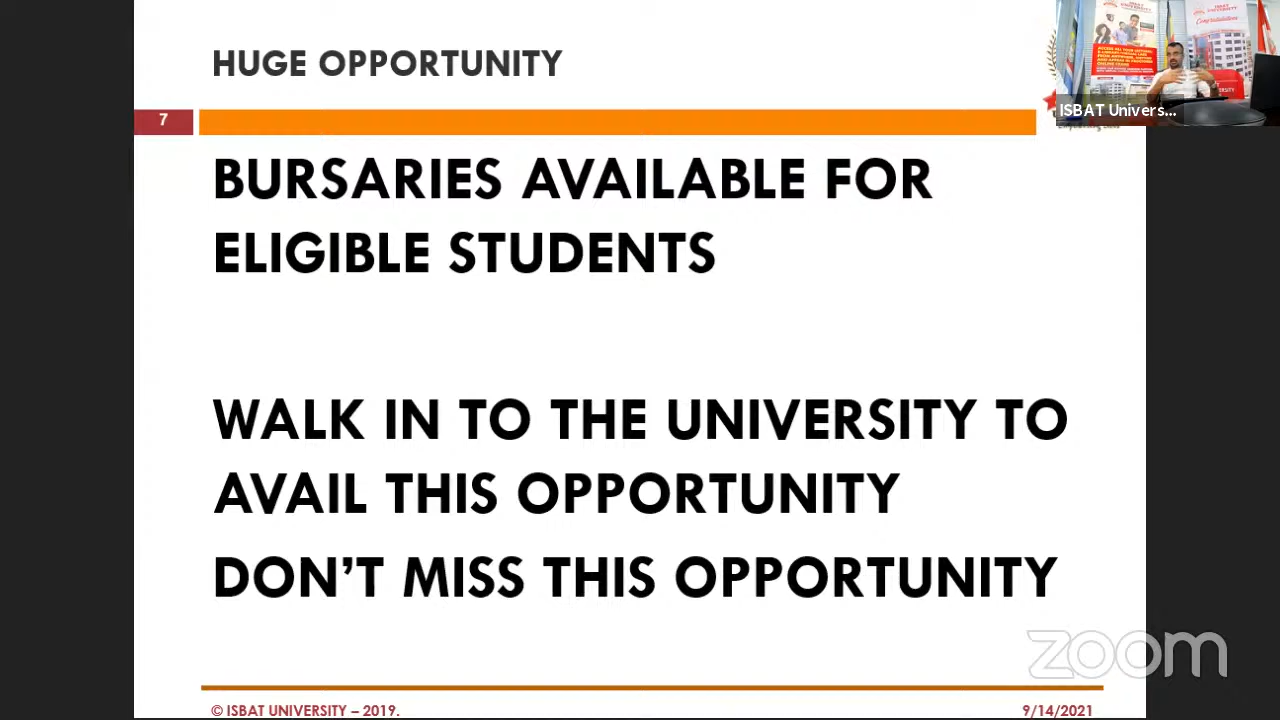 HUGE OPPORTUNITY
7
BURSARIES AVAILABLE FOR
ELIGIBLE STUDENTS
WALK IN TO THE UNIVERSITY TO
AVAIL THIS OPPORTUNITY
DON’T MISS THIS OPPORTUNITY
© ISBAT UNIVERSITY – 2019.
9/14/2021
ISBAT Univers...
zoom